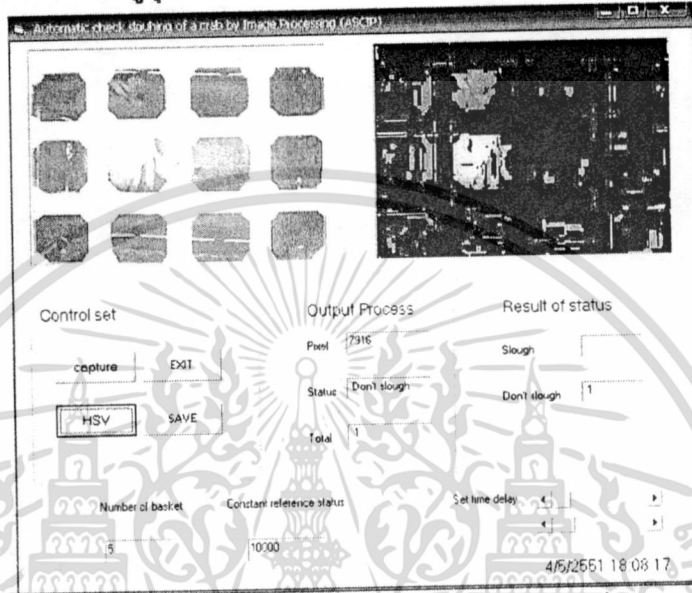 Automatic check slouhing of a crab by Image Processing (ASCIP)
Control set
Output Process
Result of status
capture
EXIT
HSV
SAVE
Pixel 7916
Status Don't slough
Total 1
Slough
Don't slough 1
Number of basket
5
Constant reference status
10000
Set time delay
4/5/2551 18:08:17